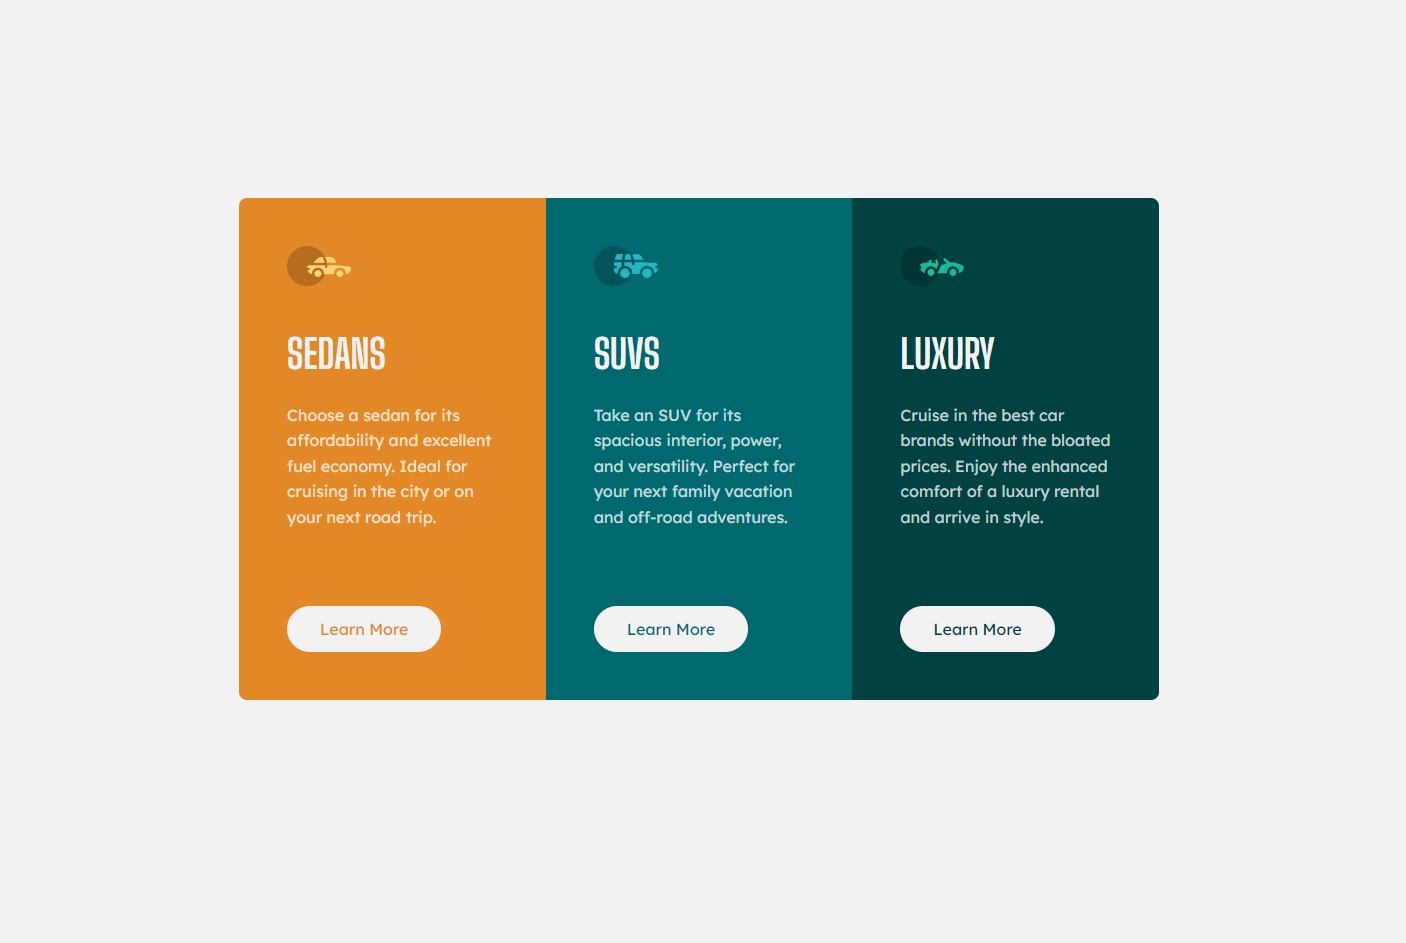 SEDANS
Choose a sedan for its
affordability and excellent
fuel economy. Ideal for
cruising in the city or on
your next road trip.
Learn More
SUVS
Take an SUV for its
spacious interior, power,
and versatility. Perfect for
your next family vacation
and off-road adventures.
Learn More
LUXURY
Cruise in the best car
brands without the bloated
prices. Enjoy the enhanced
comfort of a luxury rental
and arrive in style.
Learn More